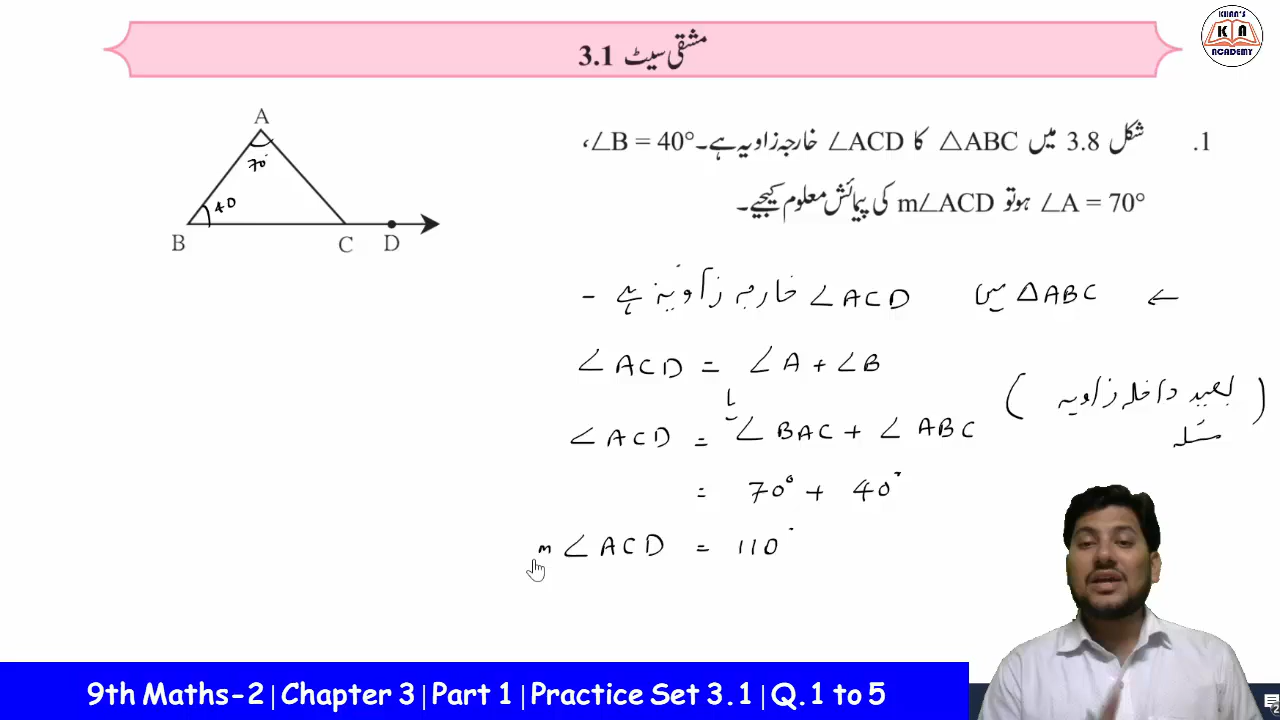 مشقی سیٹ 3.1
KHAN'S
K A
ACADEMY
1. شکل 3.8 میں △ABC کا ∠ACD خارجہ زاویہ ہے۔ ∠B = 40°،
∠A = 70° ہو تو m∠ACD کی پیمائش معلوم کیجیے۔
A
70°
40
B
C
D
← △ABC میں ∠ACD خارجہ زاویہ ہے -
∠ACD = ∠A + ∠B
یا
(بعید داخلہ زاویہ
مسئلہ)
∠ACD = ∠BAC + ∠ABC
= 70° + 40°
m∠ACD = 110°
9th Maths-2|Chapter 3|Part 1|Practice Set 3.1|Q.1 to 5